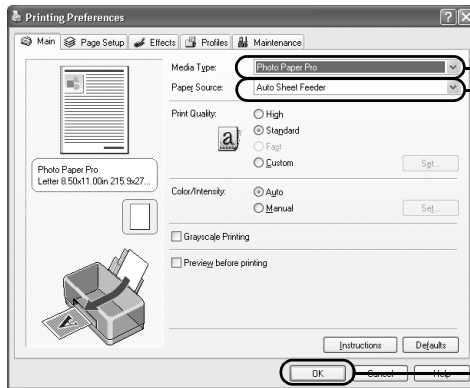 Printing Preferences
Main Page Setup Effects Profiles Maintenance
Media Type: Photo Paper Pro
Paper Source: Auto Sheet Feeder
Print Quality: High
Standard
Fast
Custom Set...
Photo Paper Pro
Letter 8.50x11.00in 215.9x27...
Color/Intensity: Auto
Manual Set...
Grayscale Printing
Preview before printing
Instructions Defaults
OK Cancel Help